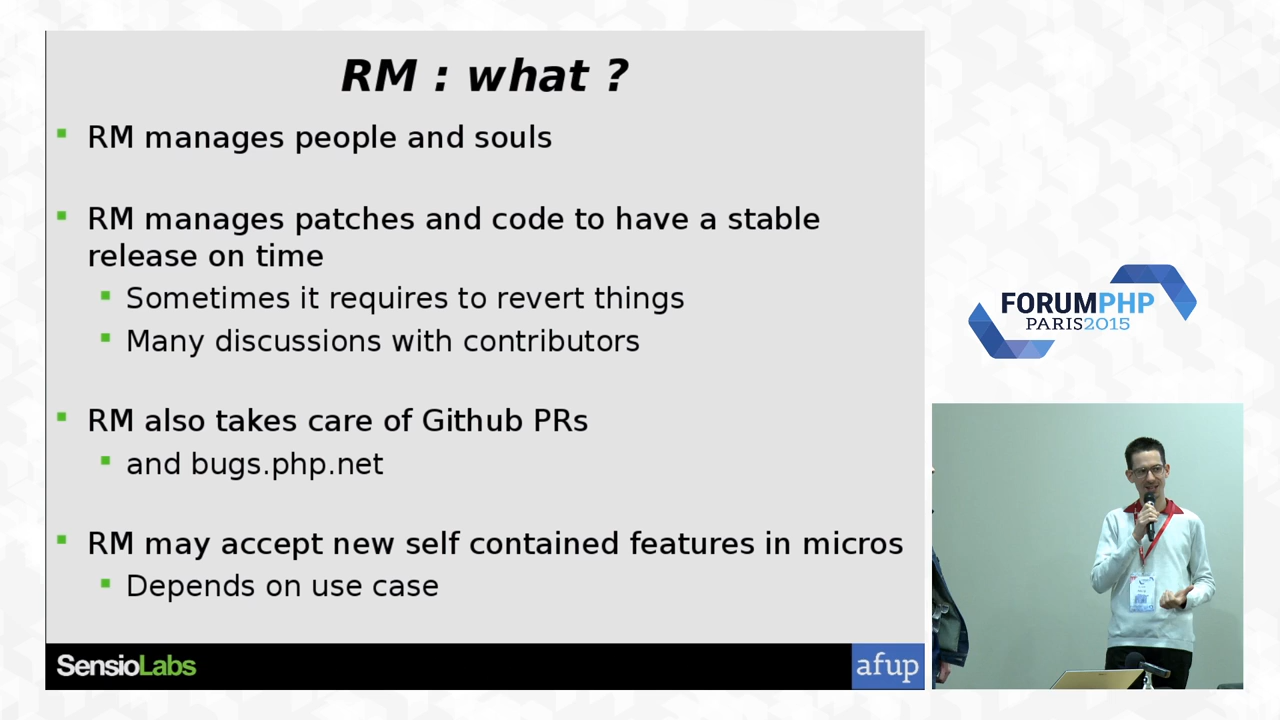 RM : what ?
RM manages people and souls
RM manages patches and code to have a stable
release on time
Sometimes it requires to revert things
Many discussions with contributors
RM also takes care of Github PRs
and bugs.php.net
RM may accept new self contained features in micros
Depends on use case
SensioLabs
afup
FORUMPHP
PARIS2015